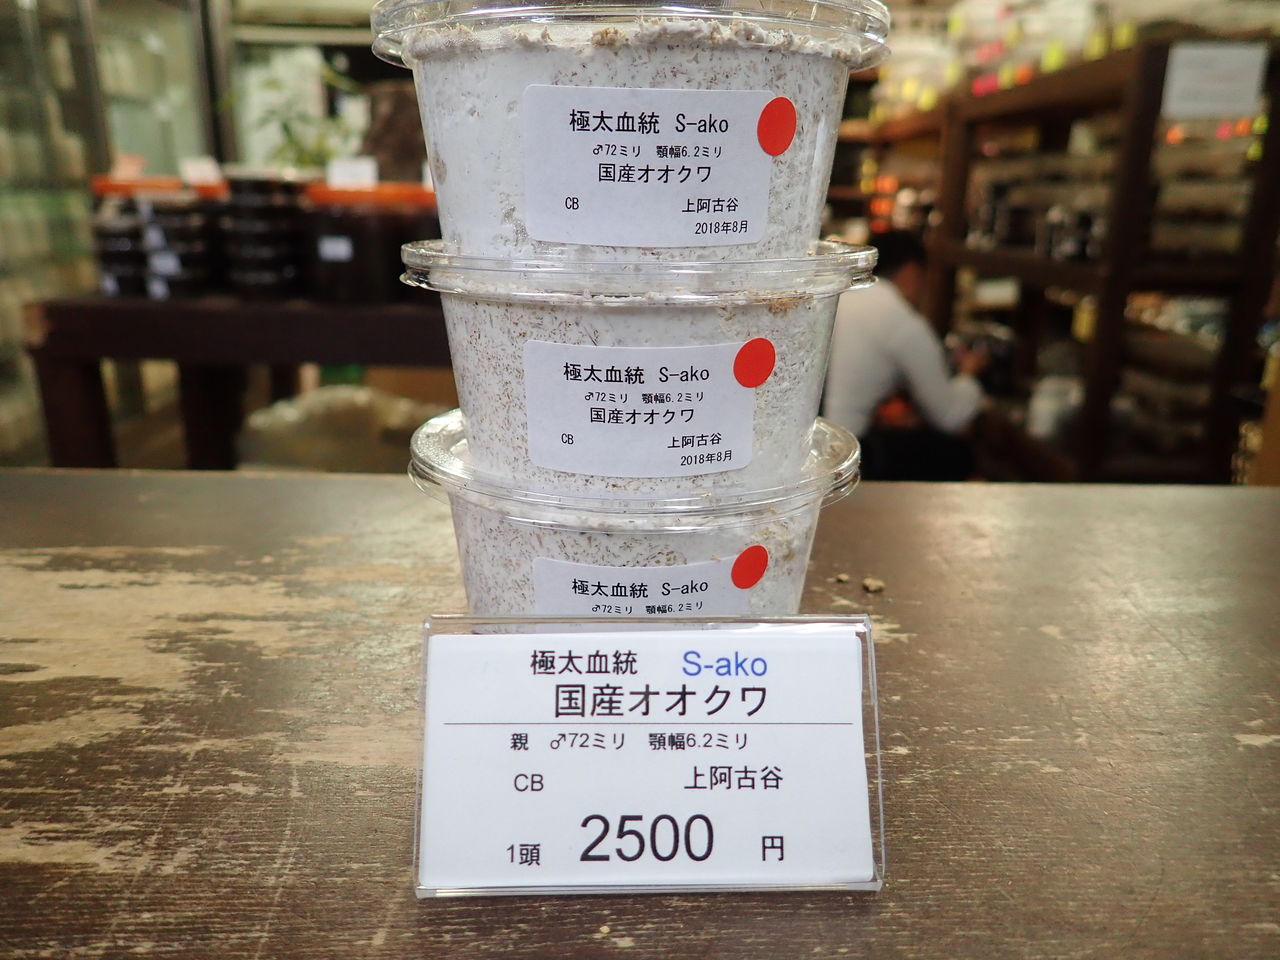 極太血統 S-ako
♂72ミリ 顎幅6.2ミリ
国産オオクワ
CB 上阿古谷
2018年8月
極太血統 S-ako
♂72ミリ 顎幅6.2ミリ
国産オオクワ
CB 上阿古谷
2018年8月
極太血統 S-ako
♂72ミリ 顎幅6.2ミリ
極太血統 S-ako
国産オオクワ
親 ♂72ミリ 顎幅6.2ミリ
CB 上阿古谷
1頭 2500 円